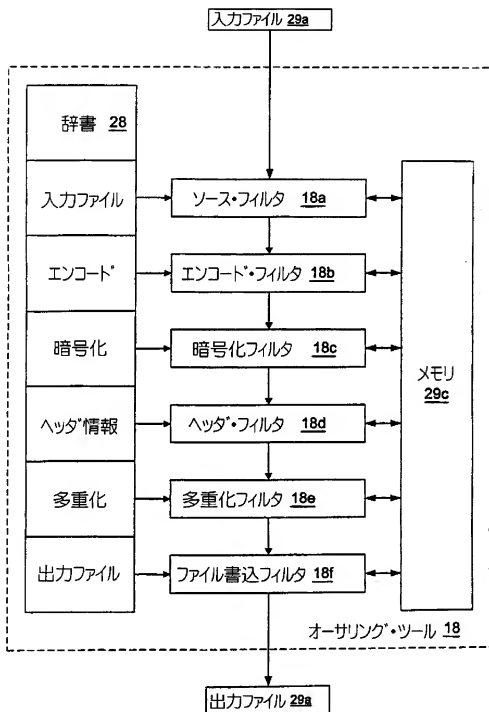 入力ファイル 29a
辞書 28
入力ファイル
ソース・フィルタ 18a
エンコード
エンコード・フィルタ 18b
暗号化
暗号化フィルタ 18c
メモリ
29c
ヘッダ情報
ヘッダ・フィルタ 18d
多重化
多重化フィルタ 18e
出力ファイル
ファイル書込フィルタ 18f
オーサリング・ツール 18
出力ファイル 29a